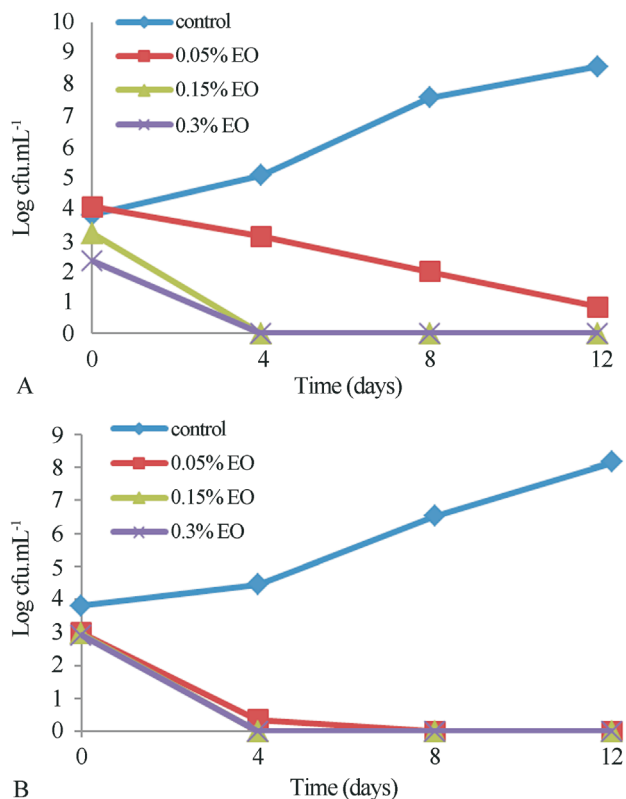 control
0.05% EO
0.15% EO
0.3% EO
10
9
8
7
6
5
4
3
2
1
0
Log cfu.mL-1
0 4 8 12
Time (days)
A
control
0.05% EO
0.15% EO
0.3% EO
9
8
7
6
5
4
3
2
1
0
Log cfu.mL-1
0 4 8 12
Time (days)
B